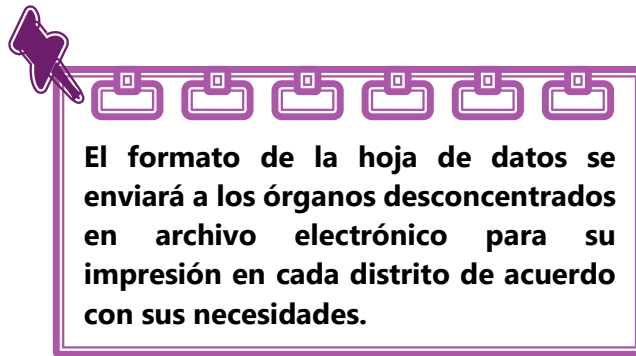 El formato de la hoja de datos se
enviará a los órganos desconcentrados
en archivo electrónico para su
impresión en cada distrito de acuerdo
con sus necesidades.